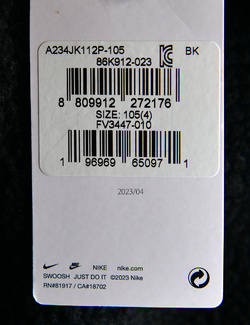 A234JK112P-105 BK
86K912-023
8 809912 272176
SIZE: 105(4)
FV3447-010
1 96969 65097 1
2023/04
NIKE nike.com
SWOOSH JUST DO IT ©2023 Nike
RN#81917 / CA#18702